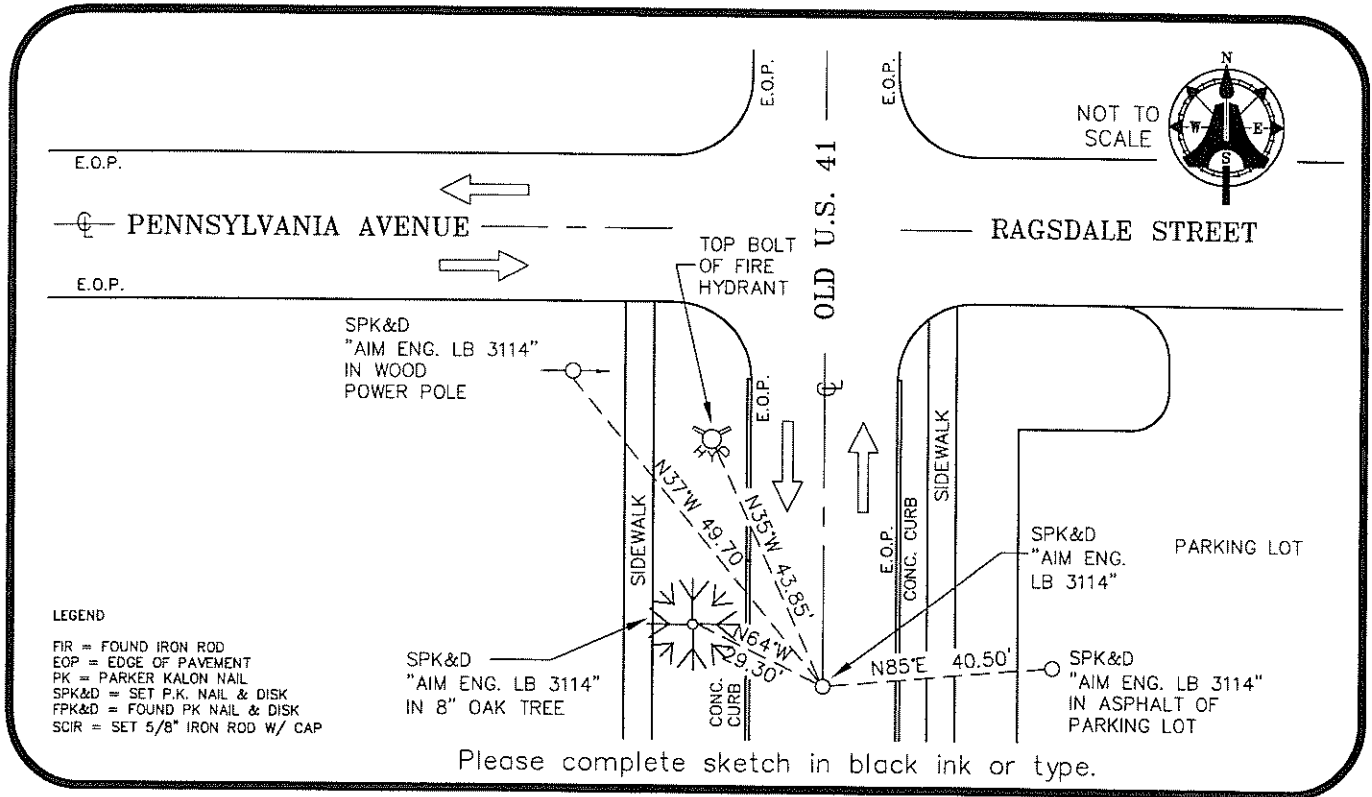 E.O.P.
E.O.P.
N
W E
S
NOT TO
SCALE
E.O.P.
℄ PENNSYLVANIA AVENUE
RAGSDALE STREET
OLD U.S. 41
℄
E.O.P.
TOP BOLT
OF FIRE
HYDRANT
SPK&D
"AIM ENG. LB 3114"
IN WOOD
POWER POLE
E.O.P.
HYD
SIDEWALK
N37°W 49.70
N35°W 43.85'
N64°W
29.30'
E.O.P.
CONC. CURB
SIDEWALK
SPK&D
"AIM ENG.
LB 3114"
PARKING LOT
N85°E 40.50'
SPK&D
"AIM ENG. LB 3114"
IN ASPHALT OF
PARKING LOT
SPK&D
"AIM ENG. LB 3114"
IN 8" OAK TREE
CONC.
CURB
LEGEND
FIR = FOUND IRON ROD
EOP = EDGE OF PAVEMENT
PK = PARKER KALON NAIL
SPK&D = SET P.K. NAIL & DISK
FPK&D = FOUND PK NAIL & DISK
SCIR = SET 5/8" IRON ROD W/ CAP
Please complete sketch in black ink or type.